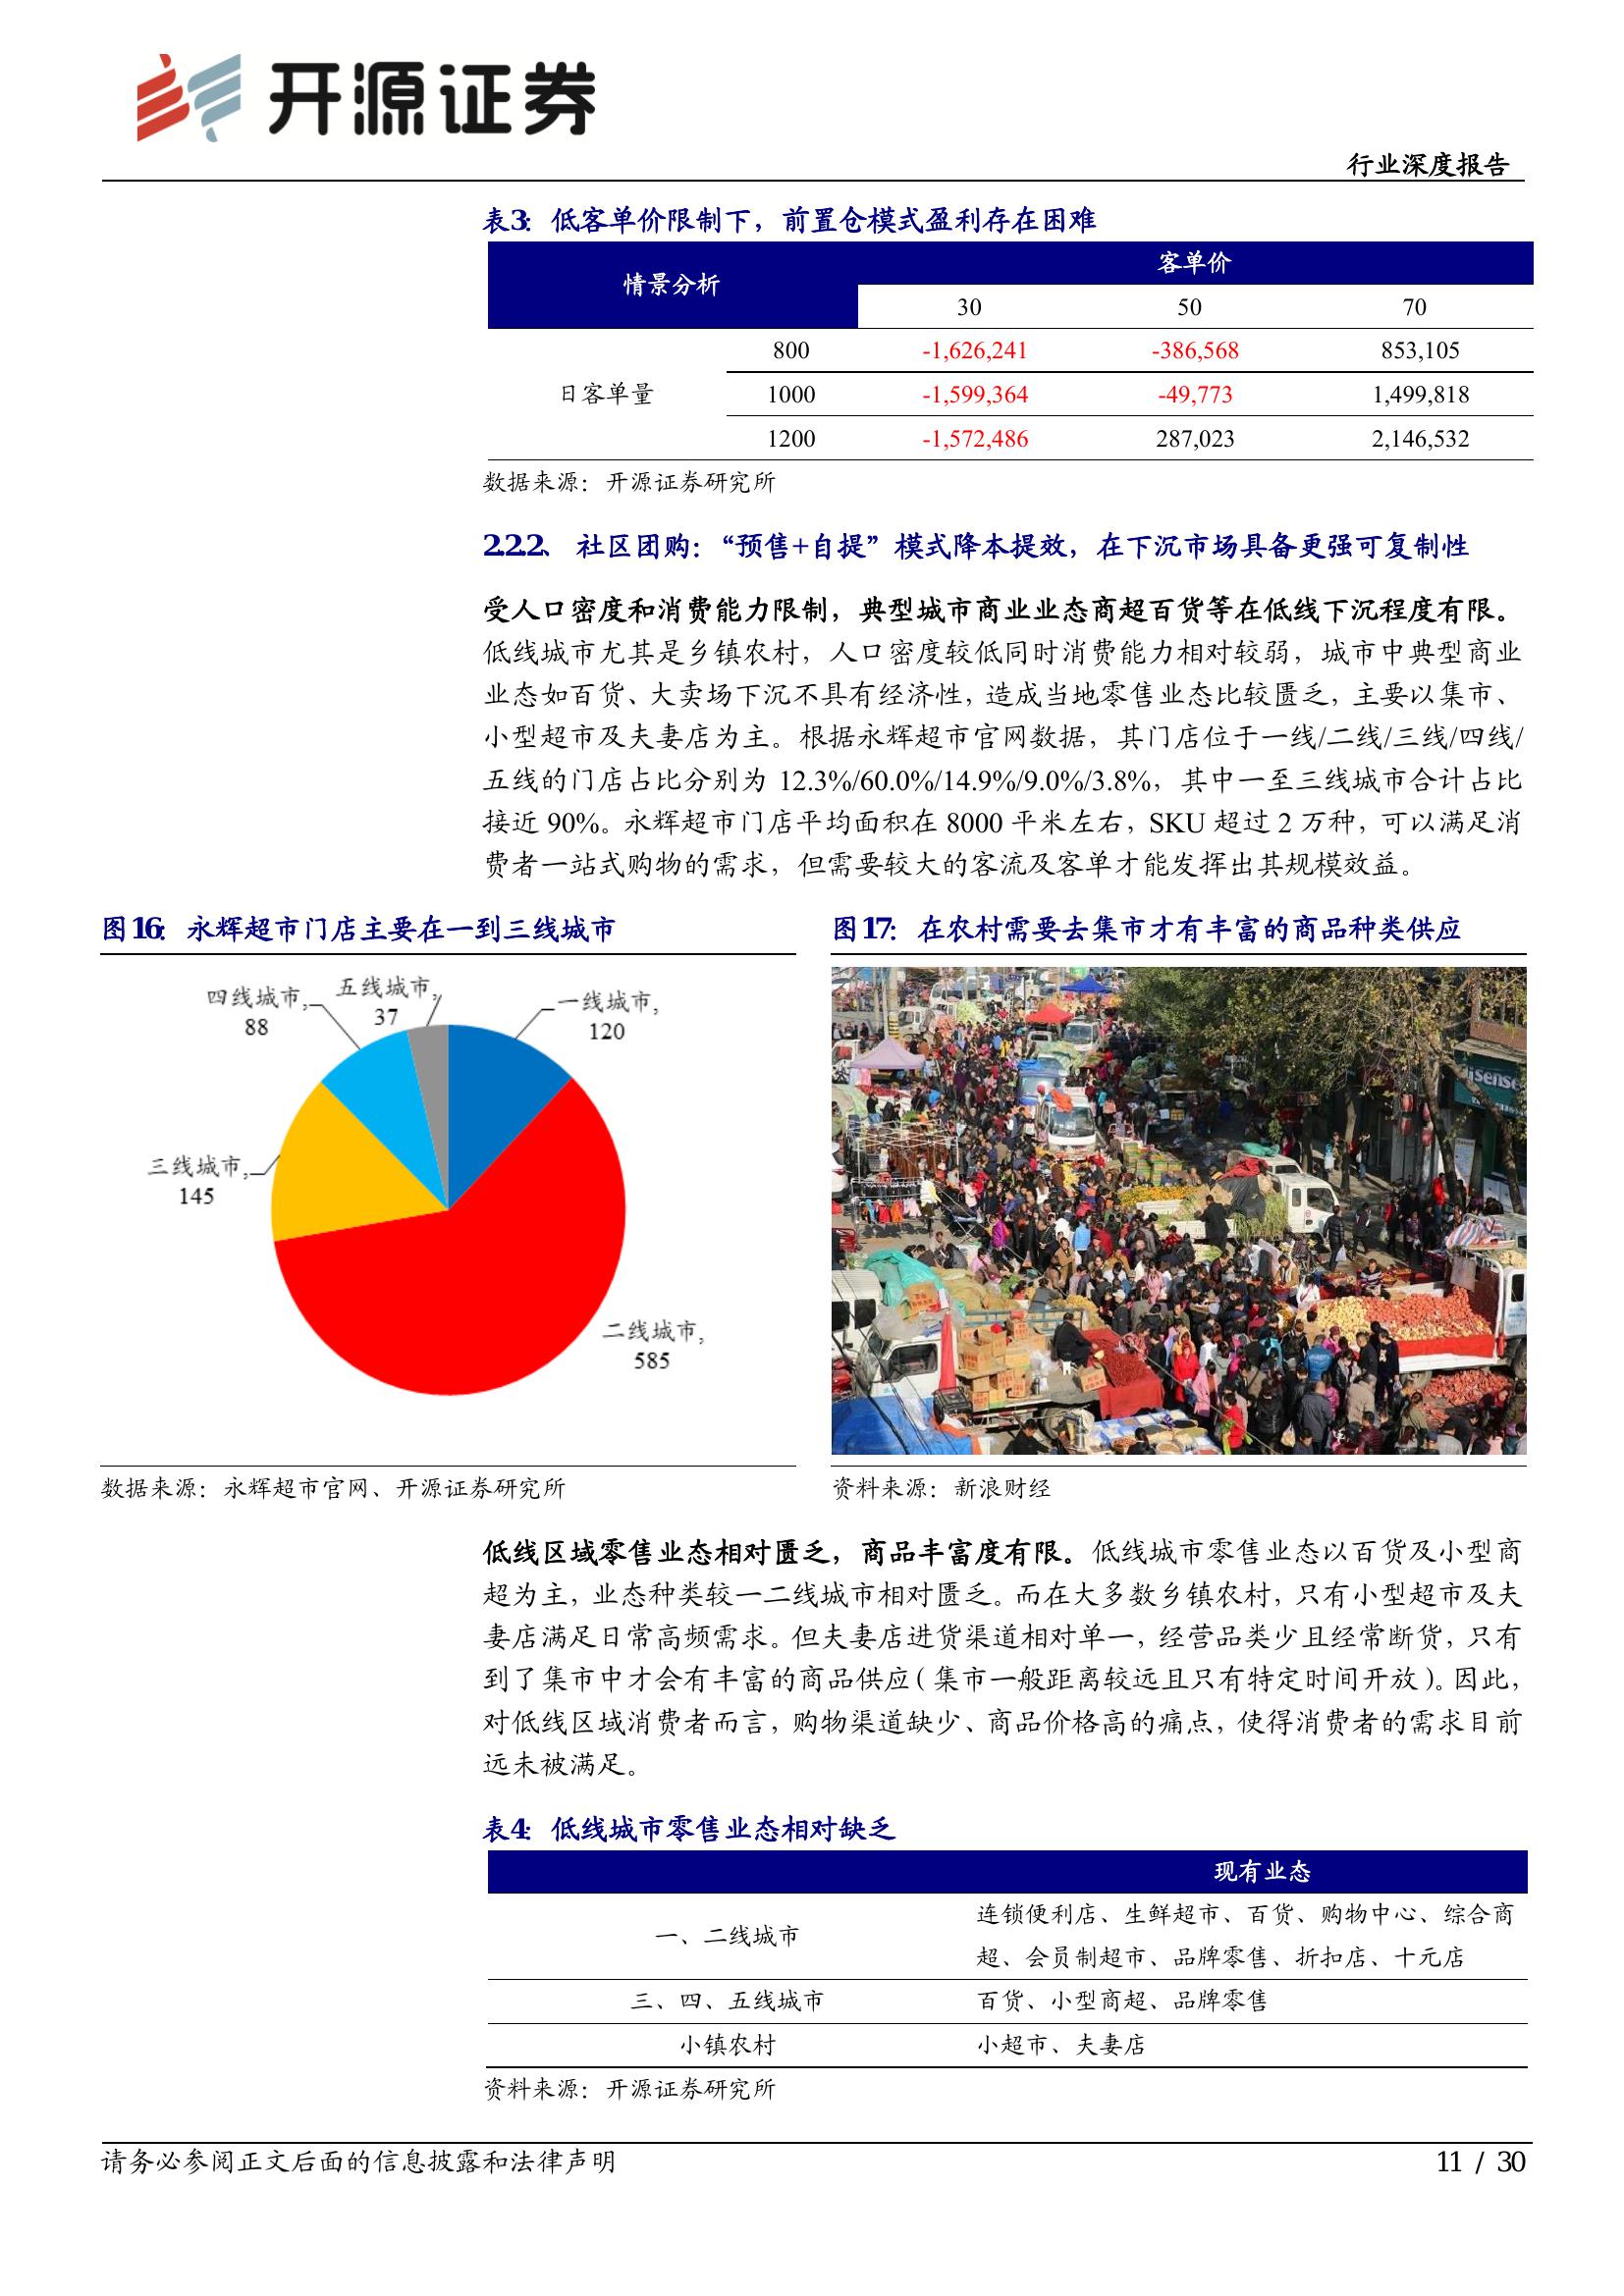 开源证券
行业深度报告
表3: 低客单价限制下，前置仓模式盈利存在困难
情景分析 客单价
30 50 70
800 -1,626,241 -386,568 853,105
日客单量 1000 -1,599,364 -49,773 1,499,818
1200 -1,572,486 287,023 2,146,532
数据来源：开源证券研究所
2.2.2、 社区团购：“预售+自提”模式降本提效，在下沉市场具备更强可复制性
受人口密度和消费能力限制，典型城市商业业态商超百货等在低线下沉程度有限。
低线城市尤其是乡镇农村，人口密度较低同时消费能力相对较弱，城市中典型商业
业态如百货、大卖场下沉不具有经济性，造成当地零售业态比较匮乏，主要以集市、
小型超市及夫妻店为主。根据永辉超市官网数据，其门店位于一线/二线/三线/四线/
五线的门店占比分别为 12.3%/60.0%/14.9%/9.0%/3.8%，其中一至三线城市合计占比
接近 90%。永辉超市门店平均面积在 8000 平米左右，SKU 超过 2 万种，可以满足消
费者一站式购物的需求，但需要较大的客流及客单才能发挥出其规模效益。
图16: 永辉超市门店主要在一到三线城市
一线城市,
120
二线城市,
585
三线城市,
145
四线城市,
88
五线城市,
37
数据来源：永辉超市官网、开源证券研究所
图17: 在农村需要去集市才有丰富的商品种类供应
isense
资料来源：新浪财经
低线区域零售业态相对匮乏，商品丰富度有限。低线城市零售业态以百货及小型商
超为主，业态种类较一二线城市相对匮乏。而在大多数乡镇农村，只有小型超市及夫
妻店满足日常高频需求。但夫妻店进货渠道相对单一，经营品类少且经常断货，只有
到了集市中才会有丰富的商品供应（集市一般距离较远且只有特定时间开放）。因此，
对低线区域消费者而言，购物渠道缺少、商品价格高的痛点，使得消费者的需求目前
远未被满足。
表4: 低线城市零售业态相对缺乏
现有业态
一、二线城市 连锁便利店、生鲜超市、百货、购物中心、综合商
超、会员制超市、品牌零售、折扣店、十元店
三、四、五线城市 百货、小型商超、品牌零售
小镇农村 小超市、夫妻店
资料来源：开源证券研究所
请务必参阅正文后面的信息披露和法律声明 11 / 30